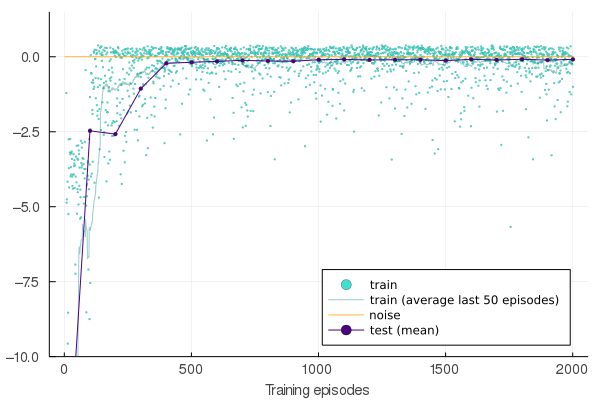 0.0
−2.5
−5.0
−7.5
−10.0
train
train (average last 50 episodes)
noise
test (mean)
0 500 1000 1500 2000
Training episodes